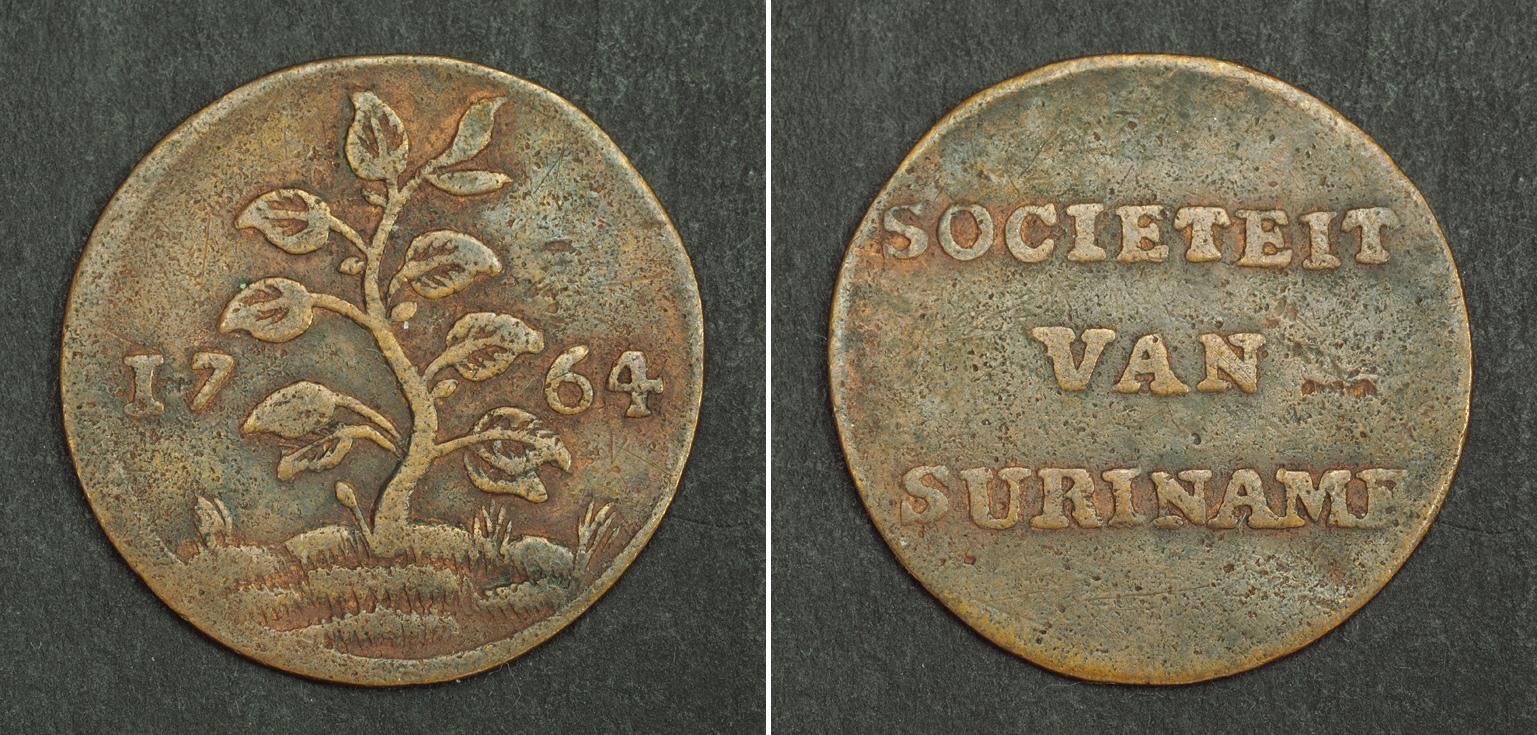 17 64
SOCIETEIT
VAN
SURINAME